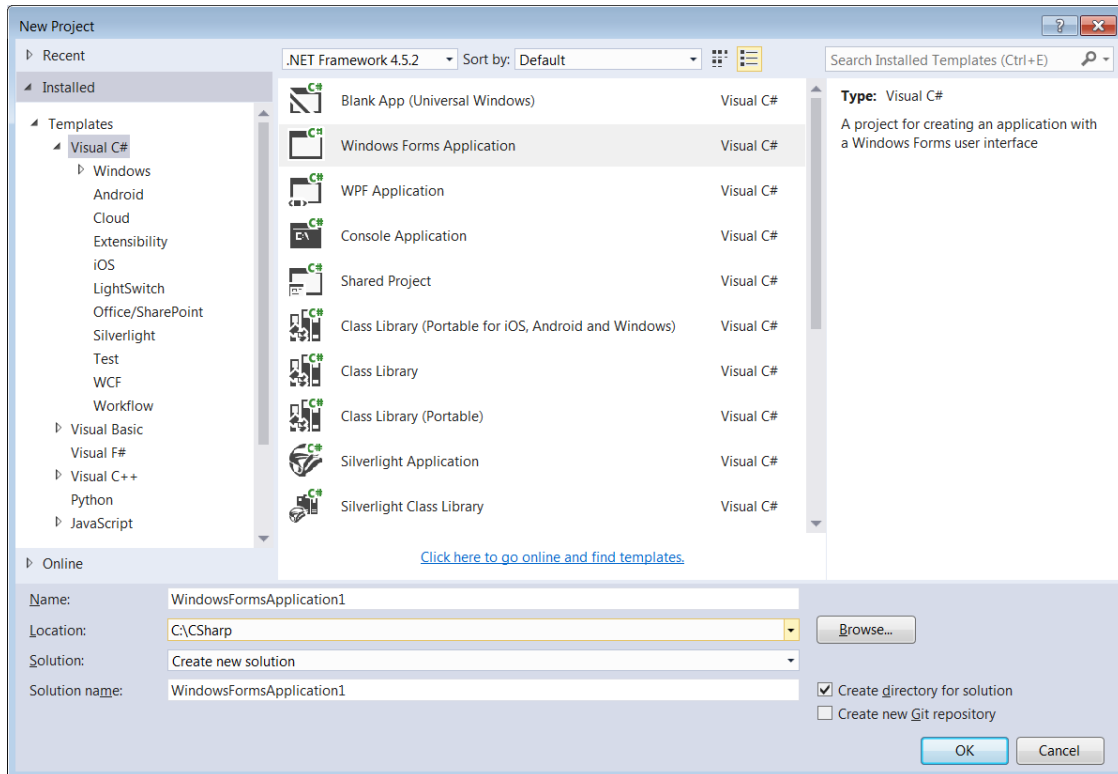 New Project
Recent
.NET Framework 4.5.2 Sort by: Default
Search Installed Templates (Ctrl+E)
Installed
Templates
Visual C#
Windows
Android
Cloud
Extensibility
iOS
LightSwitch
Office/SharePoint
Silverlight
Test
WCF
Workflow
Visual Basic
Visual F#
Visual C++
Python
JavaScript
Online
C# Blank App (Universal Windows) Visual C#
C# Windows Forms Application Visual C#
C# WPF Application Visual C#
C# C:\ Console Application Visual C#
C# Shared Project Visual C#
C# Class Library (Portable for iOS, Android and Windows) Visual C#
C# Class Library Visual C#
C# Class Library (Portable) Visual C#
C# Silverlight Application Visual C#
C# Silverlight Class Library Visual C#
Click here to go online and find templates.
Type: Visual C#
A project for creating an application with
a Windows Forms user interface
Name: WindowsFormsApplication1
Location: C:\CSharp Browse...
Solution: Create new solution
Solution name: WindowsFormsApplication1
Create directory for solution
Create new Git repository
OK Cancel